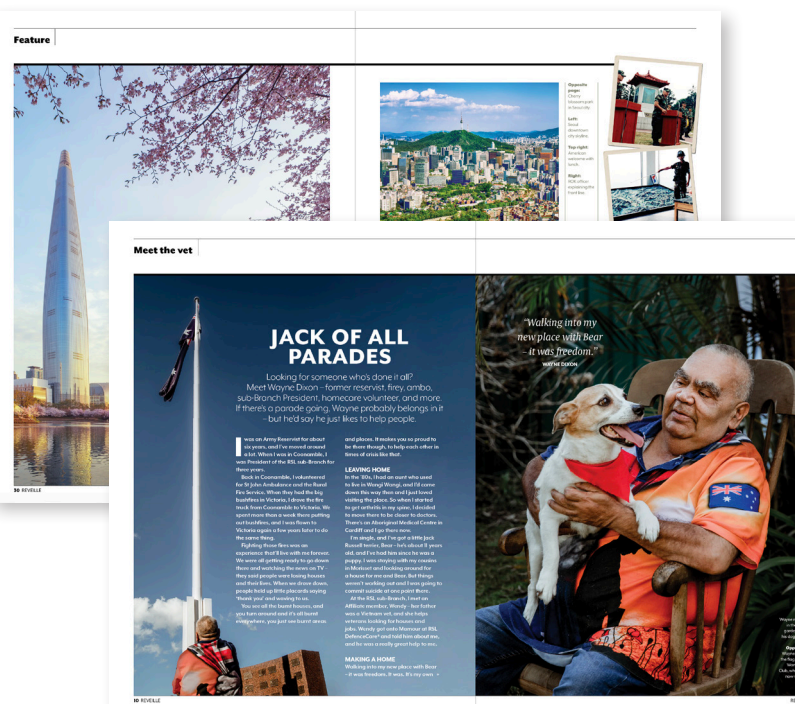 Feature
Opposite
page:
Cherry
blossom park
in Seoul city.
Left:
Seoul
downtown
city skyline.
Top right:
American
welcome with
lunch.
Right:
ROK officer
explaining the
front line.
30 REVEILLE
Meet the vet
JACK OF ALL
PARADES
Looking for someone who's done it all?
Meet Wayne Dixon – former reservist, firey, ambo,
sub-Branch President, homecare volunteer, and more.
If there's a parade going, Wayne probably belongs in it
– but he'd say he just likes to help people.
I was an Army Reservist for about
six years, and I've moved around
a lot. When I was in Coonamble, I
was President of the RSL sub-Branch for
three years.
Back in Coonamble, I volunteered
for St John Ambulance and the Rural
Fire Service. When they had the big
bushfires in Victoria, I drove the fire
truck from Coonamble to Victoria. We
spent more than a week there putting
out bushfires, and I was flown to
Victoria again a few years later to do
the same thing.
Fighting those fires was an
experience that'll live with me forever.
We were all getting ready to go down
there and watching the news on TV –
they said people were losing houses
and their lives. When we drove down,
people held up little placards saying
'thank you' and waving to us.
You see all the burnt houses, and
you turn around and it's all burnt
everywhere, you just see burnt areas
and places. It makes you so proud to
be there though, to help each other in
times of crisis like that.
LEAVING HOME
In the '80s, I had an aunt who used
to live in Wangi Wangi, and I'd come
down this way then and I just loved
visiting the place. So when I started
to get arthritis in my spine, I decided
to move there to be closer to doctors.
There's an Aboriginal Medical Centre in
Cardiff and I go there now.
I'm single, and I've got a little Jack
Russell terrier, Bear – he's about 8 years
old, and I've had him since he was a
puppy. I was staying with my cousins
in Morisset and looking around for
a house for me and Bear. But things
weren't working out and I was going to
commit suicide at one point there.
At the RSL sub-Branch, I met an
Affiliate member, Wendy – her father
was a Vietnam vet, and she helps
veterans looking for houses and
jobs. Wendy got onto
at RSL
DefenceCare* and told him about me,
and he was a really great help to me.
MAKING A HOME
Walking into my new place with Bear
– it was freedom. It was. It's my own
"Walking into my
new place with Bear
– it was freedom."
WAYNE DIXON
10 REVEILLE